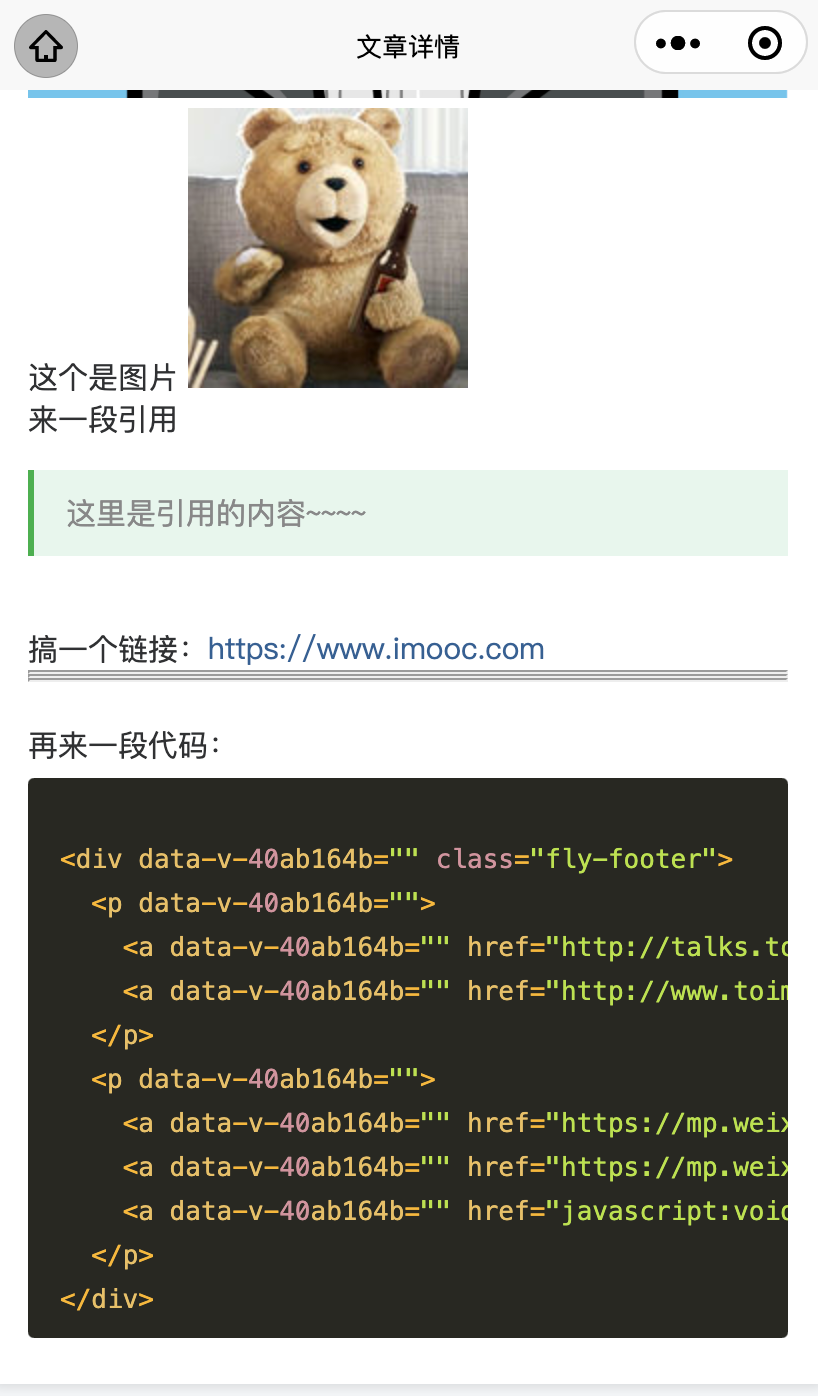 文章详情
这个是图片
来一段引用
这里是引用的内容~~~~
搞一个链接：https://www.imooc.com
再来一段代码：
<div data-v-40ab164b="" class="fly-footer">
<p data-v-40ab164b="">
<a data-v-40ab164b="" href="http://talks.to
<a data-v-40ab164b="" href="http://www.toim
</p>
<p data-v-40ab164b="">
<a data-v-40ab164b="" href="https://mp.weix
<a data-v-40ab164b="" href="https://mp.weix
<a data-v-40ab164b="" href="javascript:void
</p>
</div>